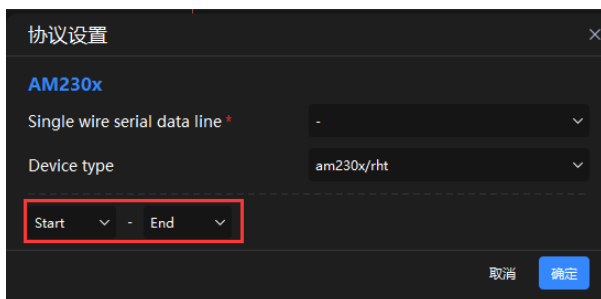 协议设置
AM230x
Single wire serial data line * -
Device type am230x/rht
Start - End
取消 确定